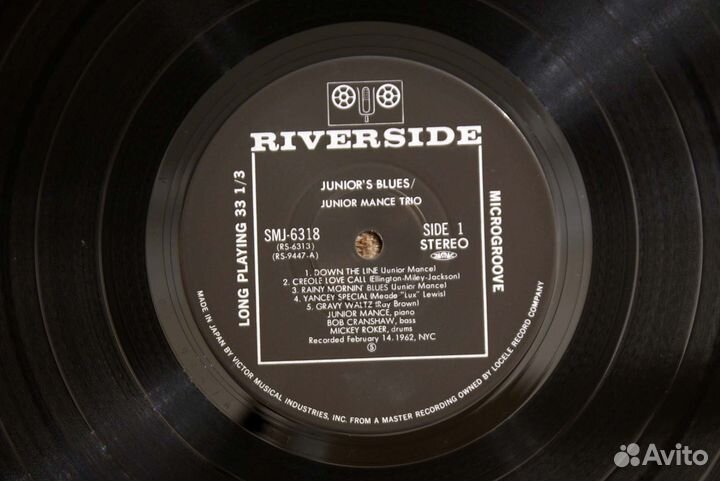 RIVERSIDE
JUNIOR'S BLUES/
JUNIOR MANCE TRIO
SMJ-6318
(RS-6313)
(RS-9447-A)
SIDE 1
STEREO
1. DOWN THE LINE (Junior Mance)
2. CREOLE LOVE CALL (Ellington-Miley-Jackson)
3. RAINY MORNIN' BLUES (Junior Mance)
4. YANCEY SPECIAL (Meade "Lux" Lewis)
5. GRAVY WALTZ (Ray Brown)
JUNIOR MANCE, piano
BOB CRANSHAW, bass
MICKEY ROKER, drums
Recorded February 14, 1962, NYC
S
LONG PLAYING 33 1/3
MICROGROOVE
MADE IN JAPAN BY VICTOR MUSICAL INDUSTRIES, INC. FROM A MASTER RECORDING OWNED BY LOCELE RECORD COMPANY
Avito